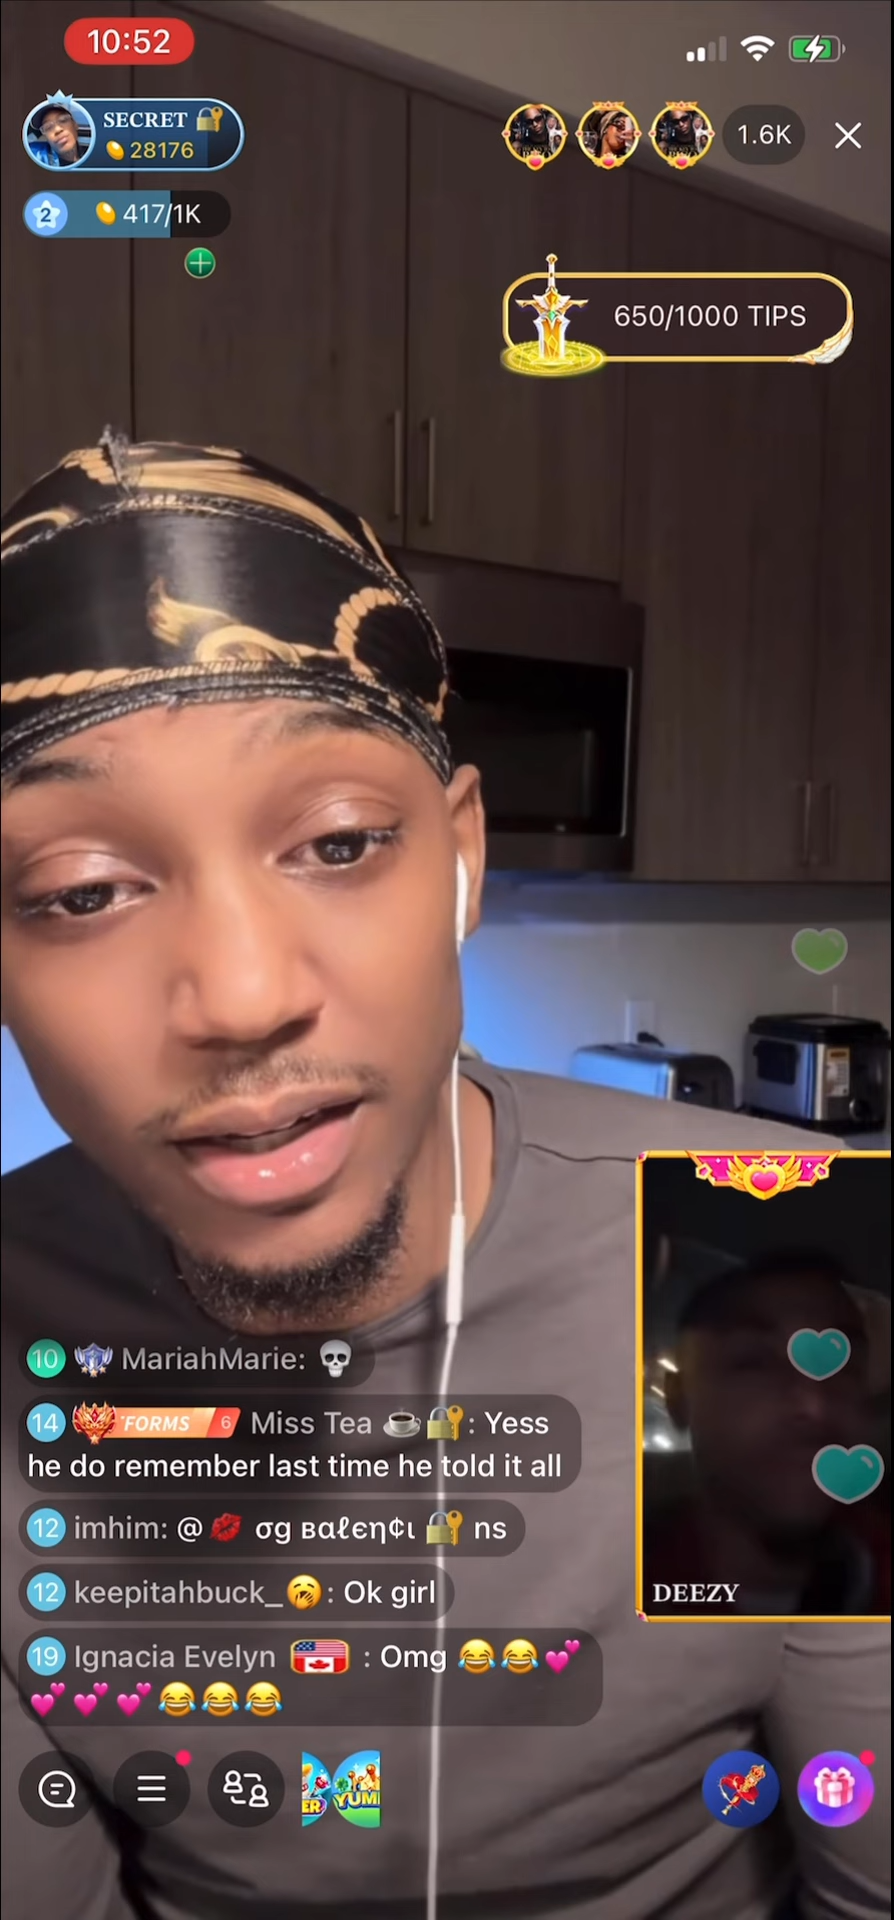 10:52
SECRET 🔐
28176
1.6K
2 417/1K
650/1000 TIPS
10 MariahMarie: 💀
14 'FORMS 6 Miss Tea ☕🔐: Yess
he do remember last time he told it all
12 imhim: @💋 σg вαℓєη¢ι 🔐 ns
12 keepitahbuck_🥱: Ok girl
DEEZY
19 Ignacia Evelyn : Omg 😂😂💕
💕💕💕😂😂😂
ER YUM